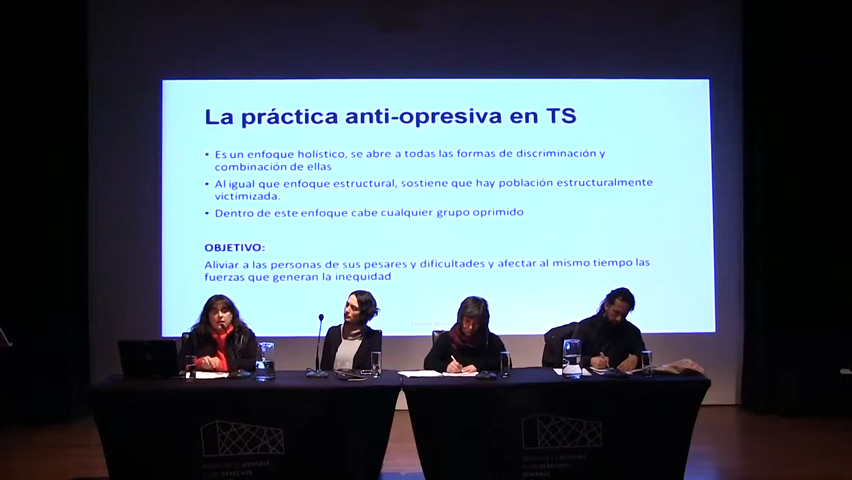 La práctica anti-opresiva en TS
• Es un enfoque holístico, se abre a todas las formas de discriminación y
combinación de ellas
• Al igual que enfoque estructural, sostiene que hay población estructuralmente
victimizada.
• Dentro de este enfoque cabe cualquier grupo oprimido
OBJETIVO:
Aliviar a las personas de sus pesares y dificultades y afectar al mismo tiempo las
fuerzas que generan la inequidad